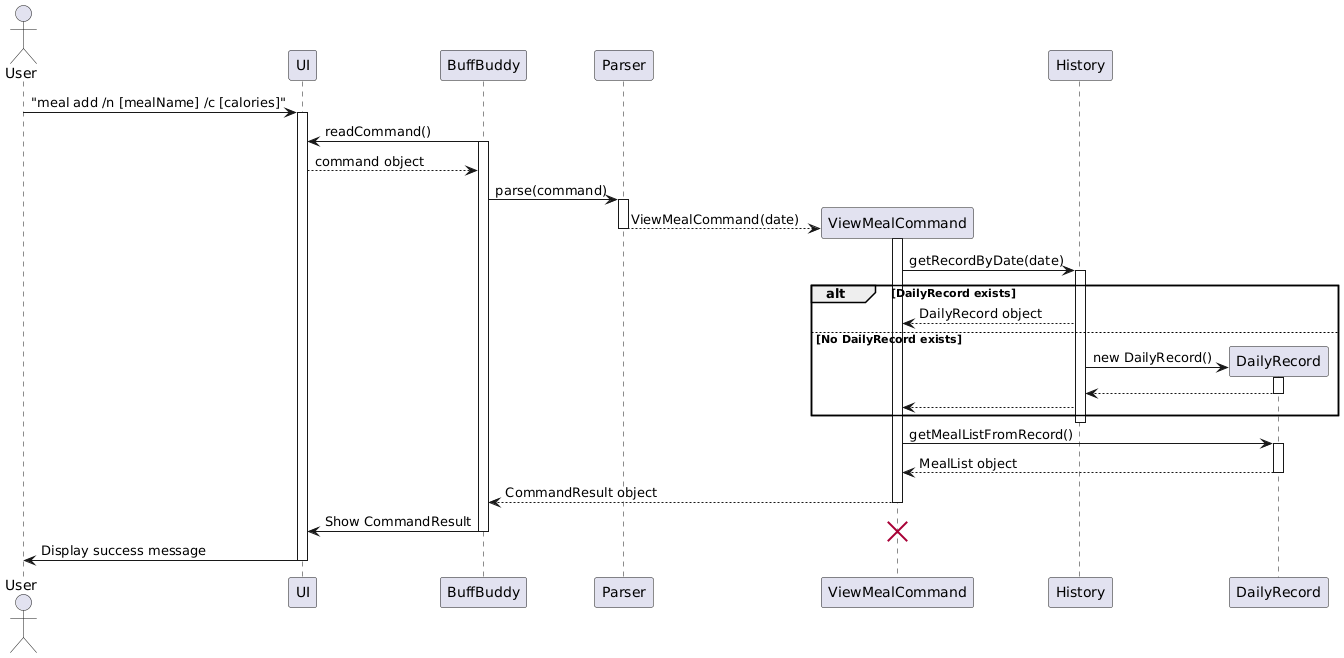 User
UI
BuffBuddy
Parser
History
"meal add /n [mealName] /c [calories]"
readCommand()
command object
parse(command)
ViewMealCommand(date)
ViewMealCommand
getRecordByDate(date)
alt
[DailyRecord exists]
DailyRecord object
[No DailyRecord exists]
new DailyRecord()
DailyRecord
getMealListFromRecord()
MealList object
CommandResult object
Show CommandResult
Display success message
User
UI
BuffBuddy
Parser
ViewMealCommand
History
DailyRecord